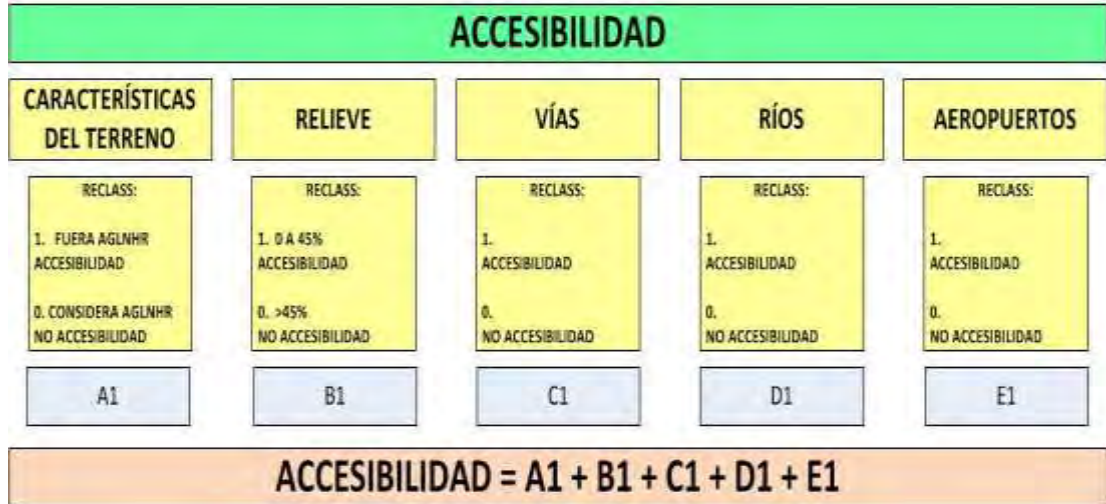 ACCESIBILIDAD
CARACTERÍSTICAS
DEL TERRENO
RELIEVE
VÍAS
RÍOS
AEROPUERTOS
RECLASS:
1. FUERA AGLNHR
ACCESIBILIDAD
0. CONSIDERA AGLNHR
NO ACCESIBILIDAD
RECLASS:
1. 0 A 45%
ACCESIBILIDAD
0. >45%
NO ACCESIBILIDAD
RECLASS:
1.
ACCESIBILIDAD
0.
NO ACCESIBILIDAD
RECLASS:
1.
ACCESIBILIDAD
0.
NO ACCESIBILIDAD
RECLASS:
1.
ACCESIBILIDAD
0.
NO ACCESIBILIDAD
A1
B1
C1
D1
E1
ACCESIBILIDAD = A1 + B1 + C1 + D1 + E1